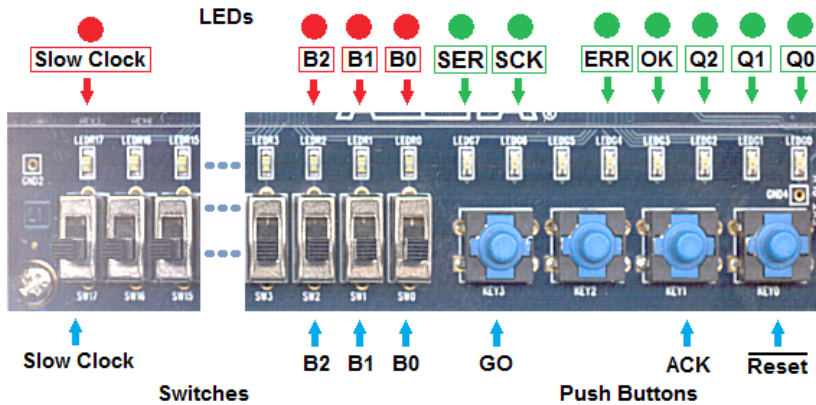 LEDs
Slow Clock B2 B1 B0 SER SCK ERR OK Q2 Q1 Q0
LEDR17 LEDR16 LEDR15 LEDR3 LEDR2 LEDR1 LEDR0 LEDG7 LEDG6 LEDG5 LEDG4 LEDG3 LEDG2 LEDG1 LEDG0
GND2 GND4
SW17 SW16 SW15 SW3 SW2 SW1 SW0 KEY3 KEY2 KEY1 KEY0
Slow Clock B2 B1 B0 GO ACK Reset
Switches Push Buttons